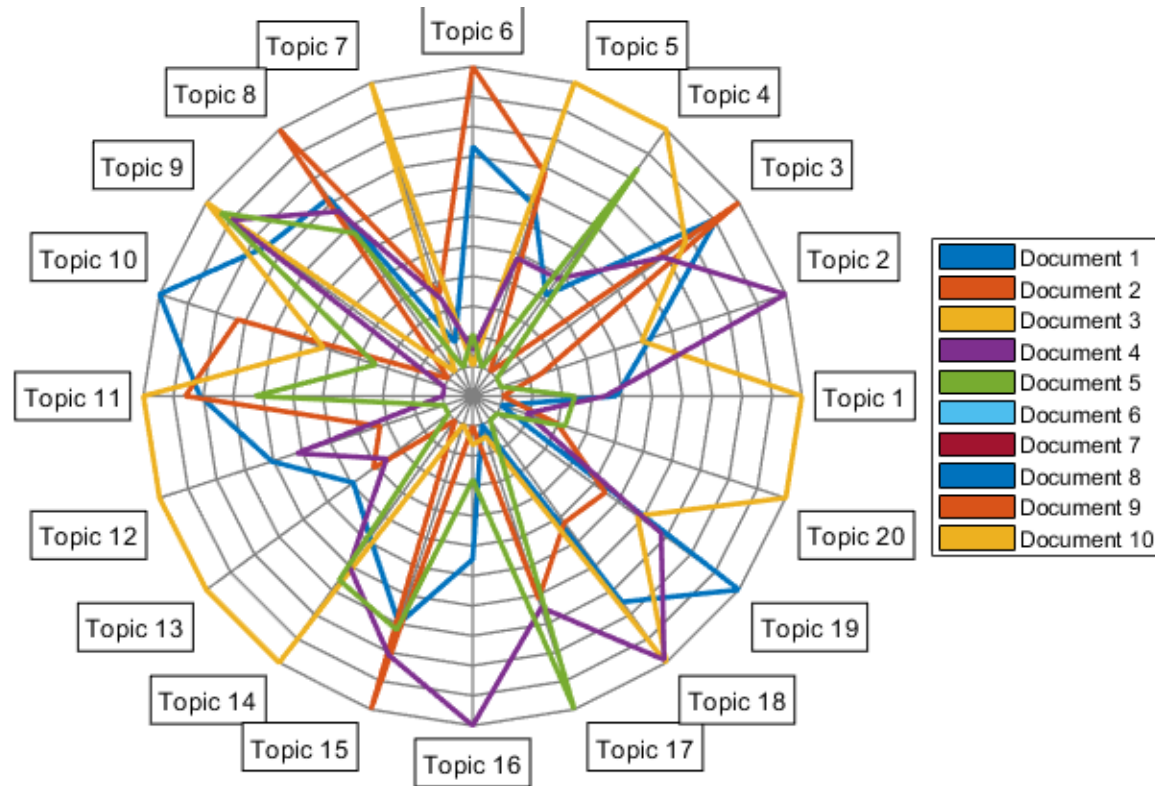 Topic 6
Topic 7
Topic 5
Topic 8
Topic 4
Topic 9
Topic 3
Topic 10
Topic 2
Topic 11
Topic 1
Topic 12
Topic 20
Topic 13
Topic 19
Topic 14
Topic 18
Topic 15
Topic 17
Topic 16
Document 1
Document 2
Document 3
Document 4
Document 5
Document 6
Document 7
Document 8
Document 9
Document 10